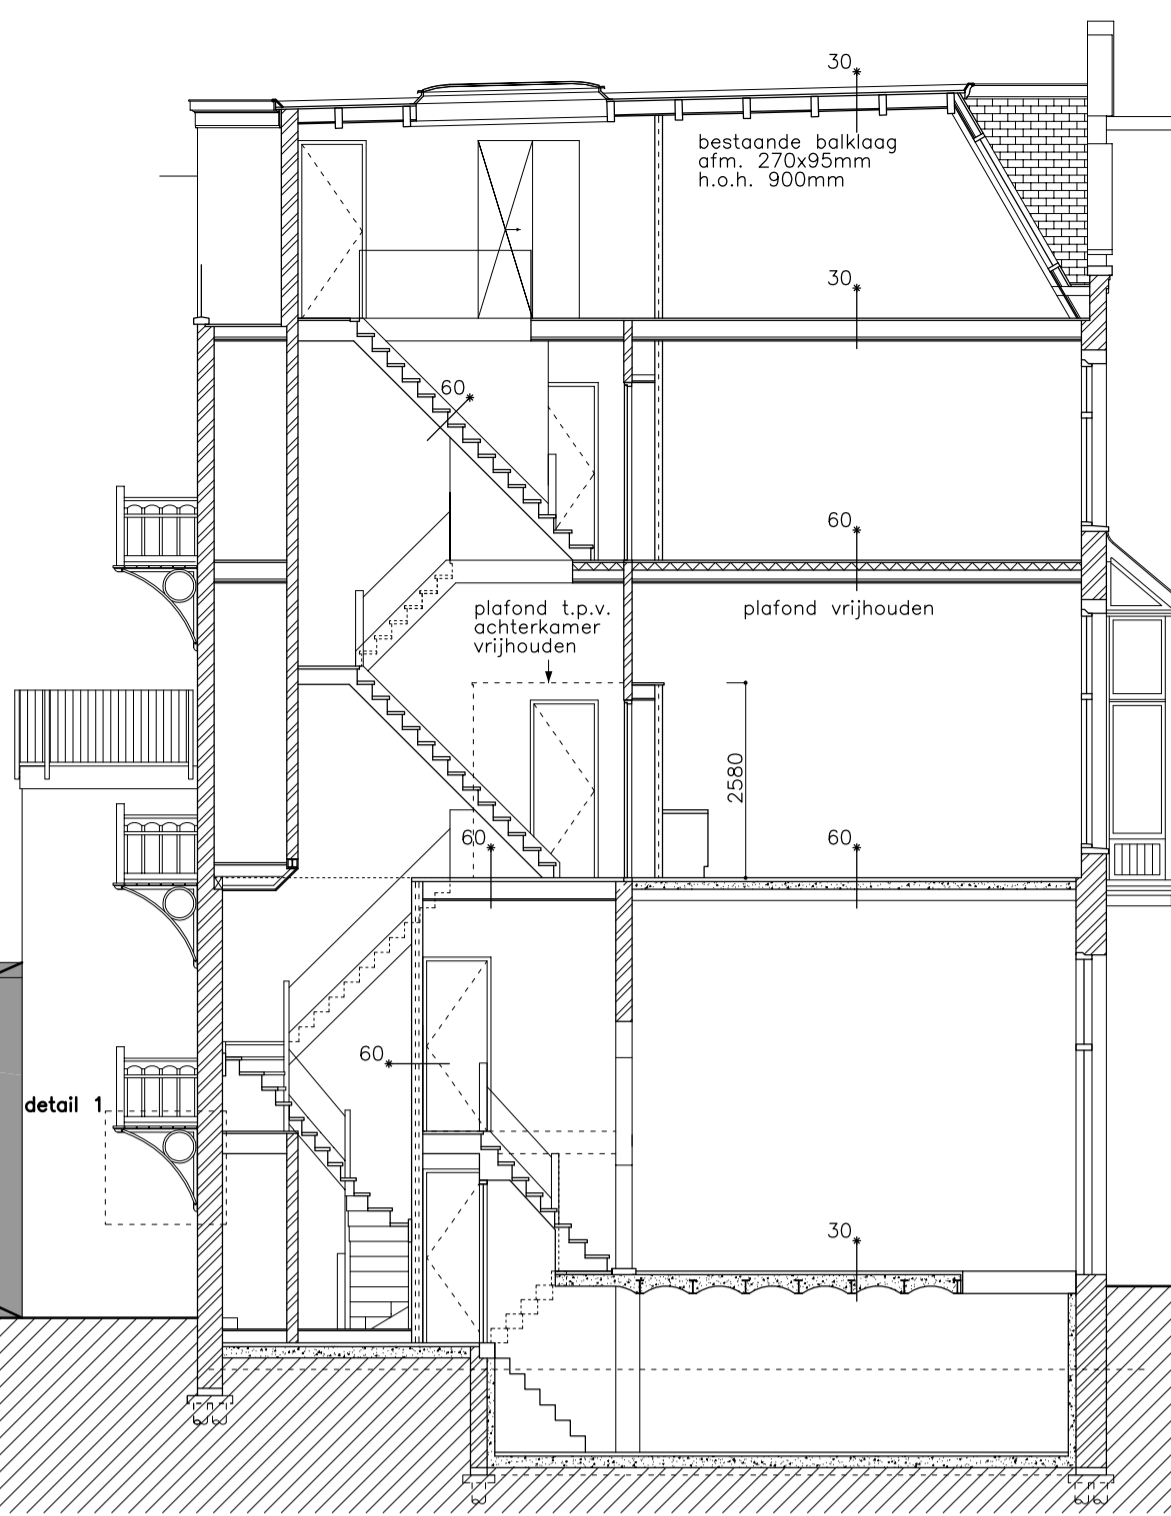 30*
bestaande balklaag
afm. 270x95mm
h.o.h. 900mm
30*
60*
60*
plafond t.p.v.
achterkamer
vrijhouden
plafond vrijhouden
2580
60*
60*
60*
detail 1
30*